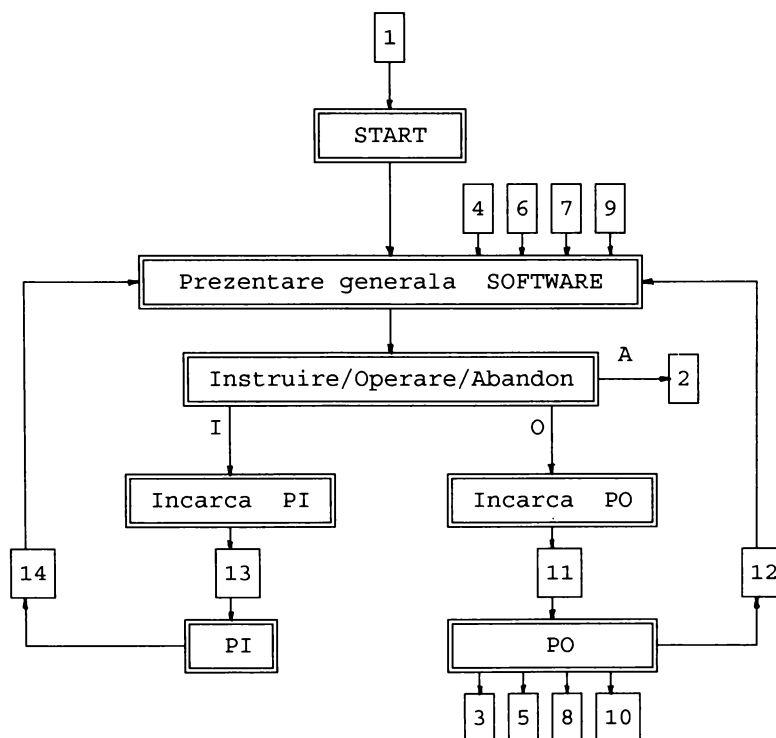 1
START
4 6 7 9
Prezentare generala SOFTWARE
A
Instruire/Operare/Abandon
2
I O
Incarca PI Incarca PO
14 13 11 12
PI PO
3 5 8 10